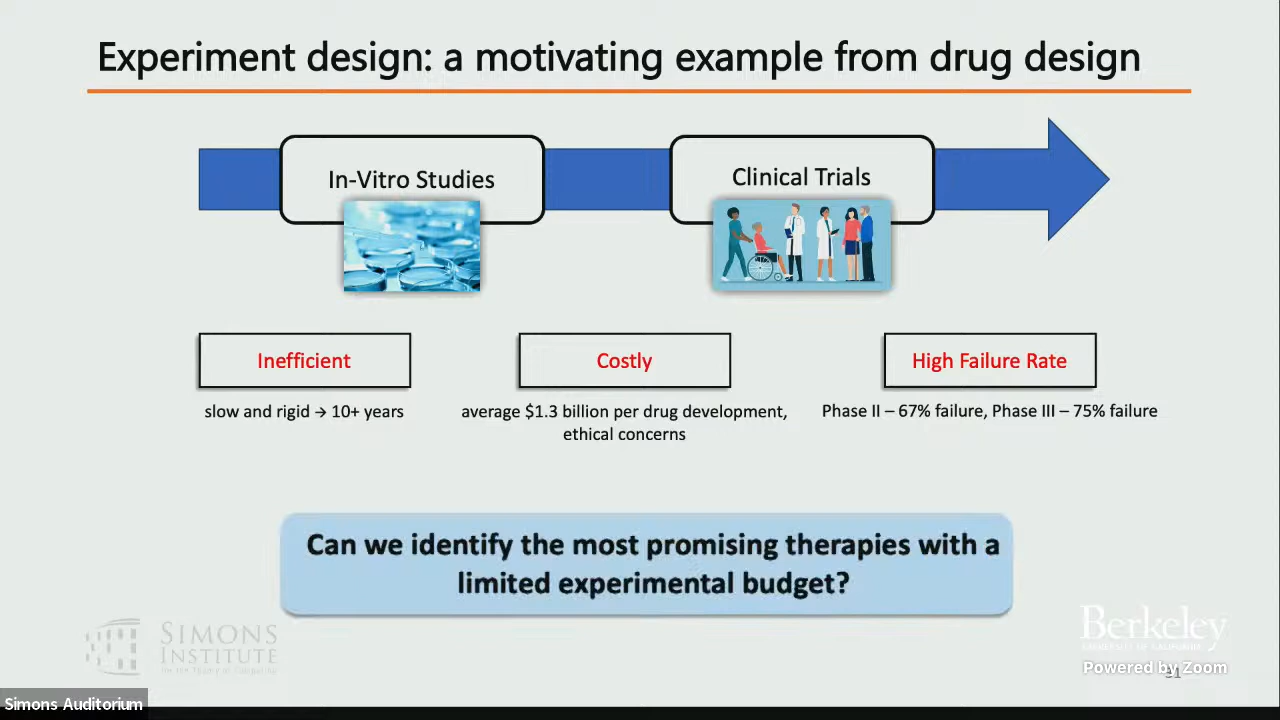 Experiment design: a motivating example from drug design
In-Vitro Studies
Clinical Trials
Inefficient
Costly
High Failure Rate
slow and rigid → 10+ years
average $1.3 billion per drug development,
ethical concerns
Phase II – 67% failure, Phase III – 75% failure
Can we identify the most promising therapies with a
limited experimental budget?
SIMONS
INSTITUTE
Berkeley
UNIVERSITY OF CALIFORNIA
Powered by Zoom
Simons Auditorium